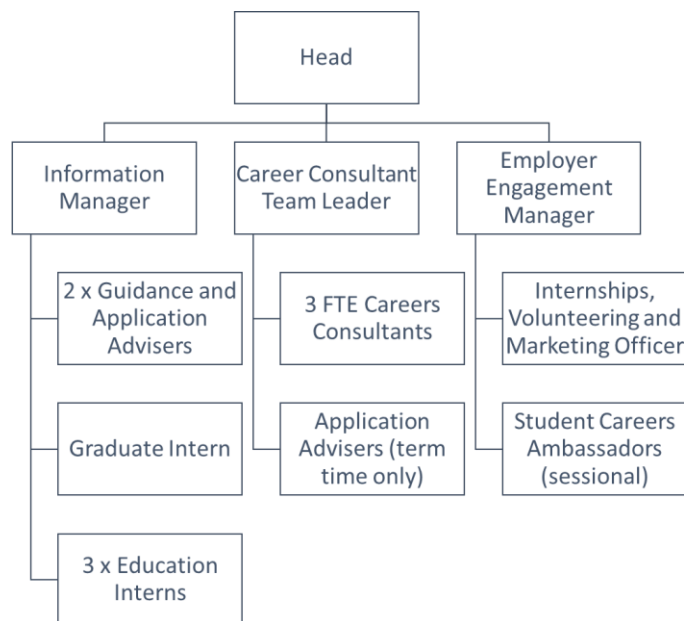 Head
Information
Manager
Career Consultant
Team Leader
Employer
Engagement
Manager
2 x Guidance and
Application
Advisers
3 FTE Careers
Consultants
Internships,
Volunteering and
Marketing Officer
Graduate Intern
Application
Advisers (term
time only)
Student Careers
Ambassadors
(sessional)
3 x Education
Interns